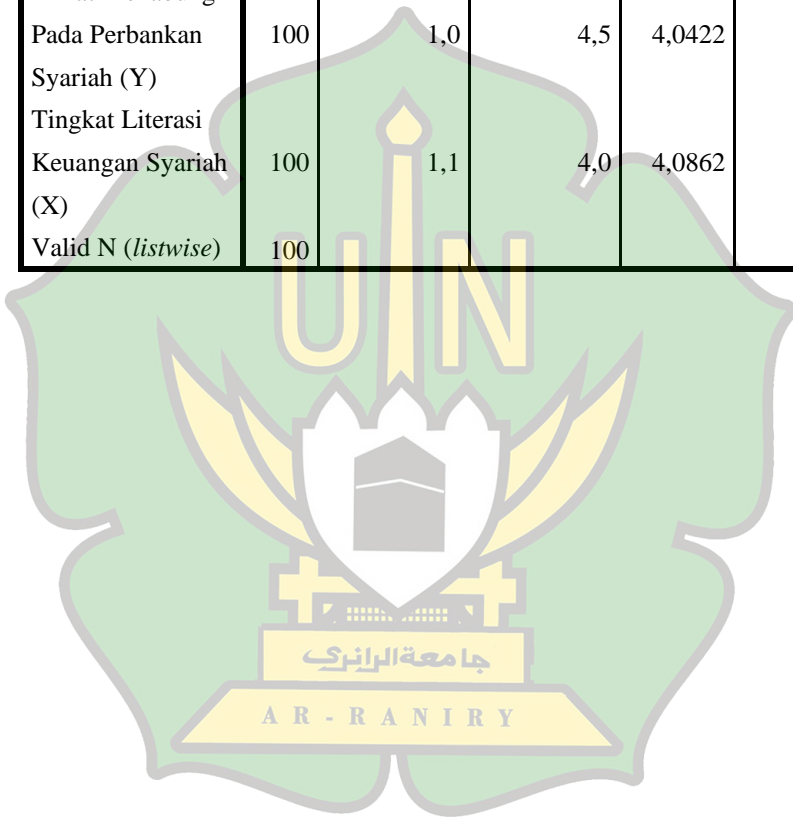 Pada Perbankan 100 1,0 4,5 4,0422
Syariah (Y)
Tingkat Literasi
Keuangan Syariah 100 1,1 4,0 4,0862
(X)
Valid N (listwise) 100
UIN
جامعة الرانري
AR-RANIRY